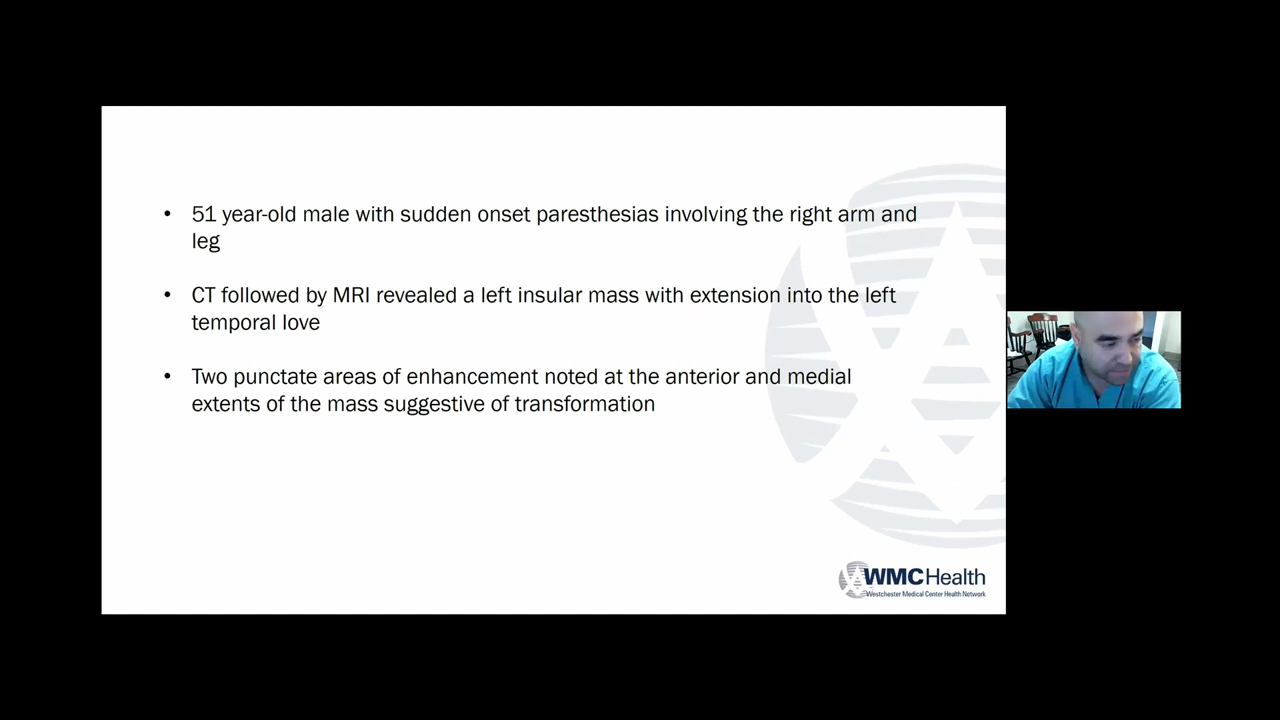 • 51 year-old male with sudden onset paresthesias involving the right arm and
leg
• CT followed by MRI revealed a left insular mass with extension into the left
temporal love
• Two punctate areas of enhancement noted at the anterior and medial
extents of the mass suggestive of transformation
WMCHealth
Westchester Medical Center Health Network